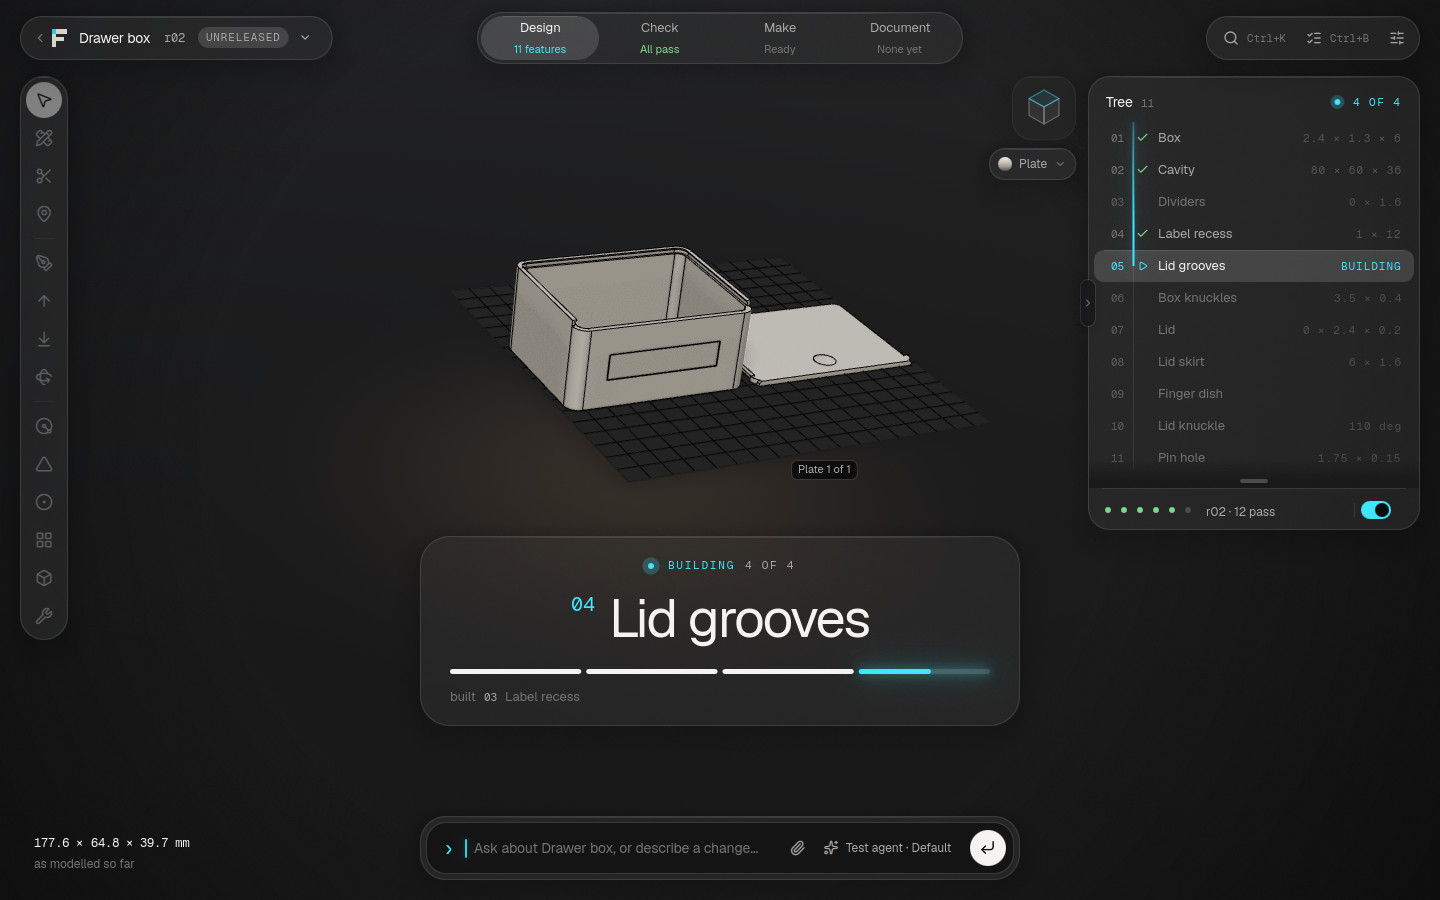 Drawer box r02 UNRELEASED
Design
11 features
Check
All pass
Make
Ready
Document
None yet
Ctrl+K
Ctrl+B
Plate
Tree 11
4 OF 4
01 Box 2.4 × 1.3 × 6
02 Cavity 80 × 60 × 36
03 Dividers 0 × 1.6
04 Label recess 1 × 12
05 Lid grooves BUILDING
06 Box knuckles 3.5 × 0.4
07 Lid 0 × 2.4 × 0.2
08 Lid skirt 6 × 1.6
09 Finger dish
10 Lid knuckle 110 deg
11 Pin hole 1.75 × 0.15
r02 · 12 pass
Plate 1 of 1
BUILDING 4 OF 4
04 Lid grooves
built 03 Label recess
177.6 × 64.8 × 39.7 mm
as modelled so far
Ask about Drawer box, or describe a change…
Test agent · Default